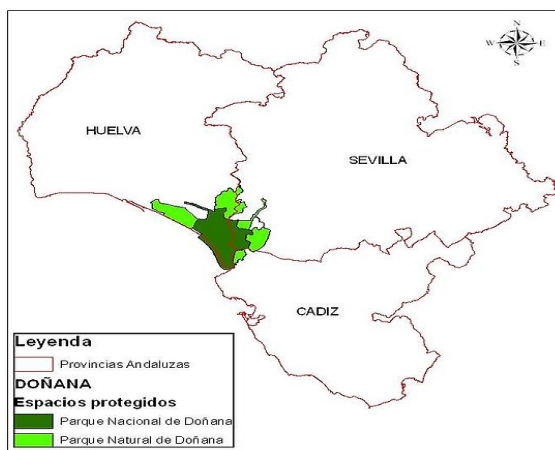 N
W E
S
HUELVA
SEVILLA
CADIZ
Leyenda
Provincias Andaluzas
DOÑANA
Espacios protegidos
Parque Nacional de Doñana
Parque Natural de Doñana